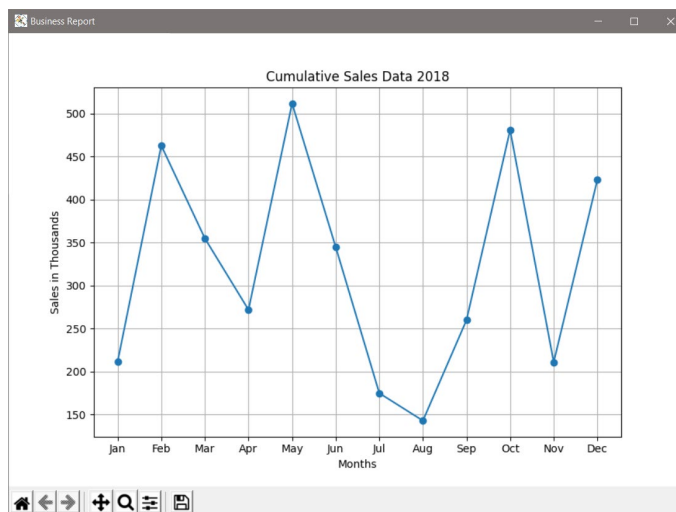 Business Report
Cumulative Sales Data 2018
Sales in Thousands
500
450
400
350
300
250
200
150
Jan Feb Mar Apr May Jun Jul Aug Sep Oct Nov Dec
Months